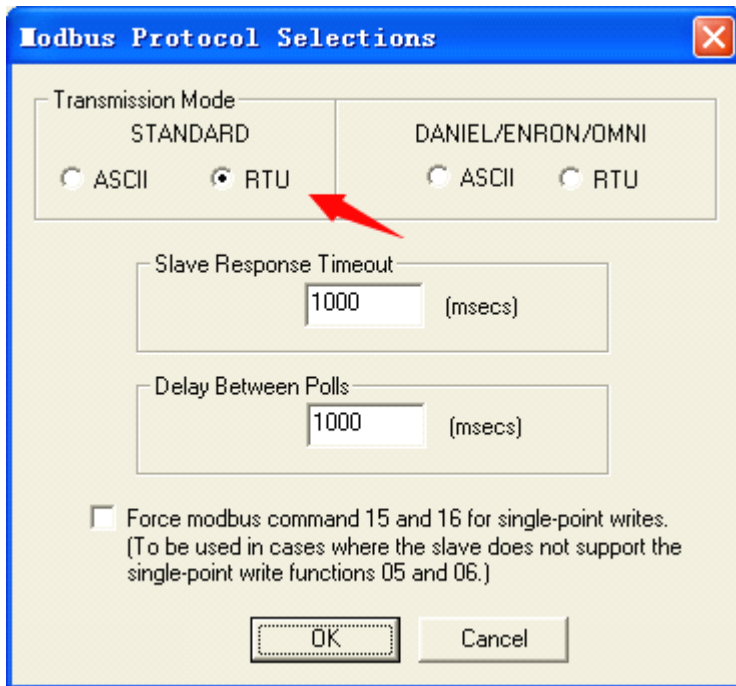 Modbus Protocol Selections
Transmission Mode
STANDARD
DANIEL/ENRON/OMNI
ASCII
RTU
ASCII
RTU
Slave Response Timeout
1000
(msecs)
Delay Between Polls
1000
(msecs)
Force modbus command 15 and 16 for single-point writes.
(To be used in cases where the slave does not support the
single-point write functions 05 and 06.)
OK
Cancel